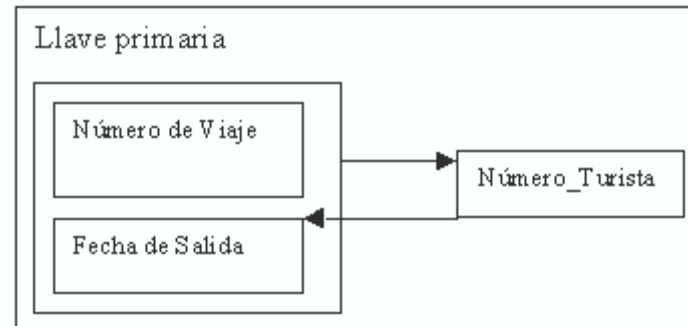 Llave primaria
Número de Viaje
Número_Turista
Fecha de Salida